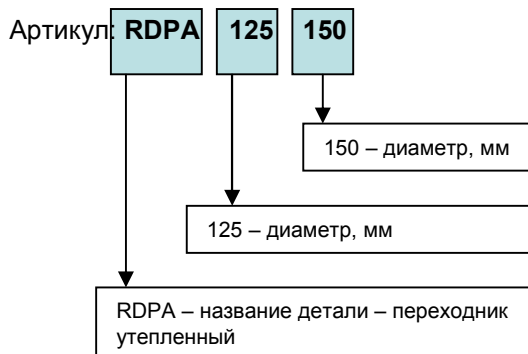 Артикул: RDPA 125 150
150 – диаметр, мм
125 – диаметр, мм
RDPA – название детали – переходник
утепленный